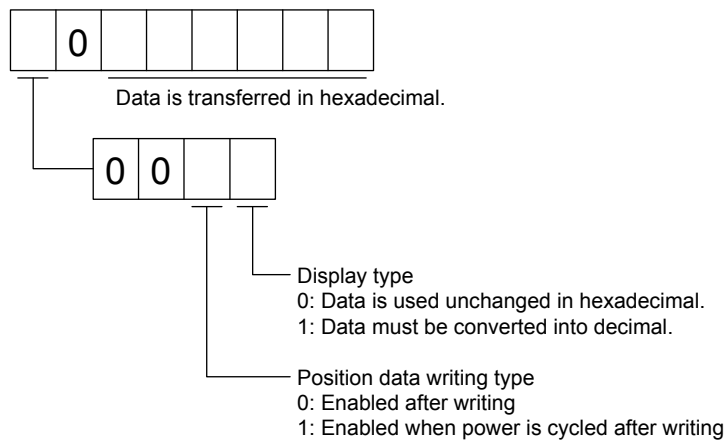 0
Data is transferred in hexadecimal.
0 0
Display type
0: Data is used unchanged in hexadecimal.
1: Data must be converted into decimal.
Position data writing type
0: Enabled after writing
1: Enabled when power is cycled after writing